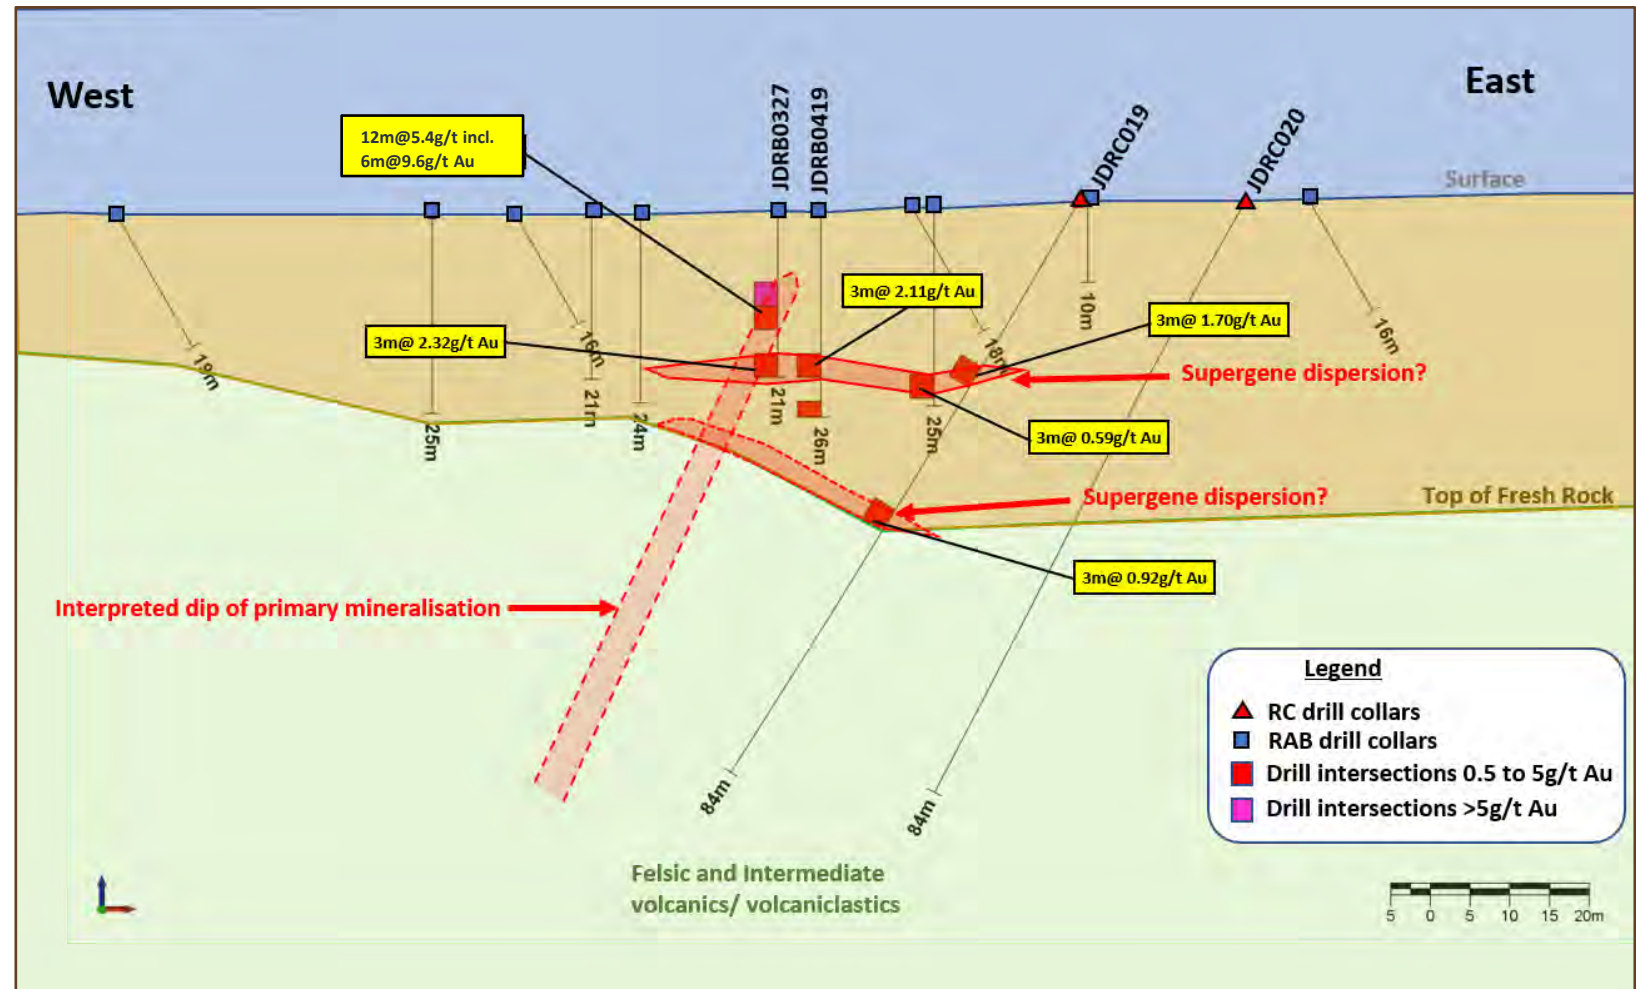 West
East
JDRB0327
JDRB0419
JDRC019
JDRC020
12m@5.4g/t incl.
6m@9.6g/t Au
Surface
3m@ 2.11g/t Au
3m@ 1.70g/t Au
3m@ 2.32g/t Au
10m
16m
18m
16m
19m
Supergene dispersion?
21m
21m
24m
26m
25m
25m
3m@ 0.59g/t Au
Supergene dispersion?
Top of Fresh Rock
3m@ 0.92g/t Au
Interpreted dip of primary mineralisation
84m
84m
Legend
RC drill collars
RAB drill collars
Drill intersections 0.5 to 5g/t Au
Drill intersections >5g/t Au
Felsic and Intermediate
volcanics/ volcaniclastics
5 0 5 10 15 20m